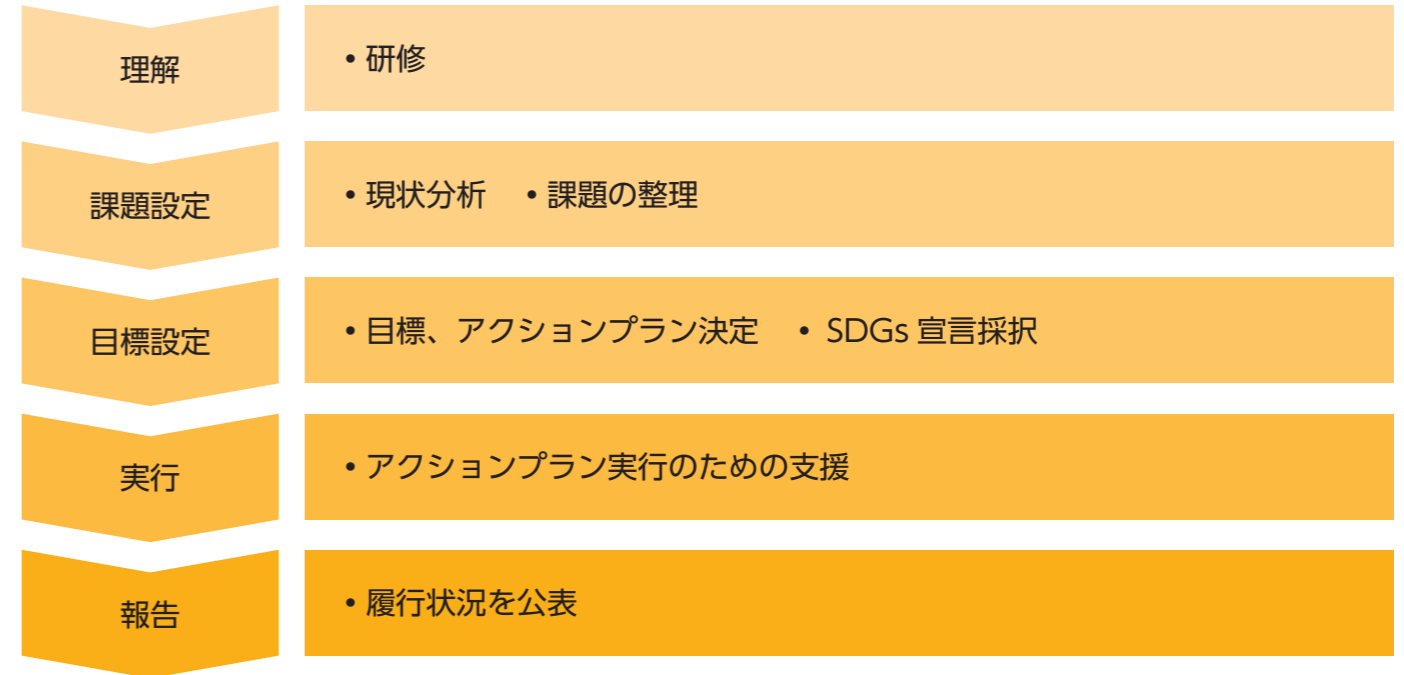 理解
• 研修
課題設定
• 現状分析 • 課題の整理
目標設定
• 目標、アクションプラン決定 • SDGs 宣言採択
実行
• アクションプラン実行のための支援
報告
• 履行状況を公表